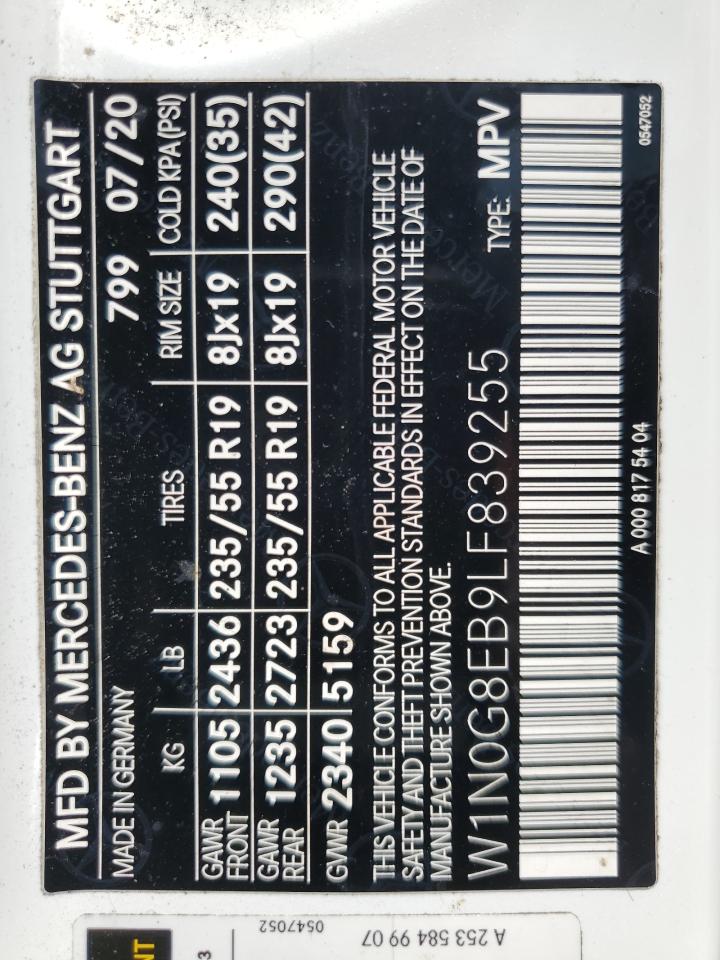 MFD BY MERCEDES-BENZ AG STUTTGART
MADE IN GERMANY 799 07/20
KG LB TIRES RIM SIZE COLD KPA(PSI)
GAWR FRONT 1105 2436 235/55 R19 8Jx19 240(35)
GAWR REAR 1235 2723 235/55 R19 8Jx19 290(42)
GVWR 2340 5159
THIS VEHICLE CONFORMS TO ALL APPLICABLE FEDERAL MOTOR VEHICLE
SAFETY AND THEFT PREVENTION STANDARDS IN EFFECT ON THE DATE OF
MANUFACTURE SHOWN ABOVE.
W1N0G8EB9LF839255 TYPE: MPV
A 000 817 54 04 0547052
A 253 584 99 07
0547052
3
NT